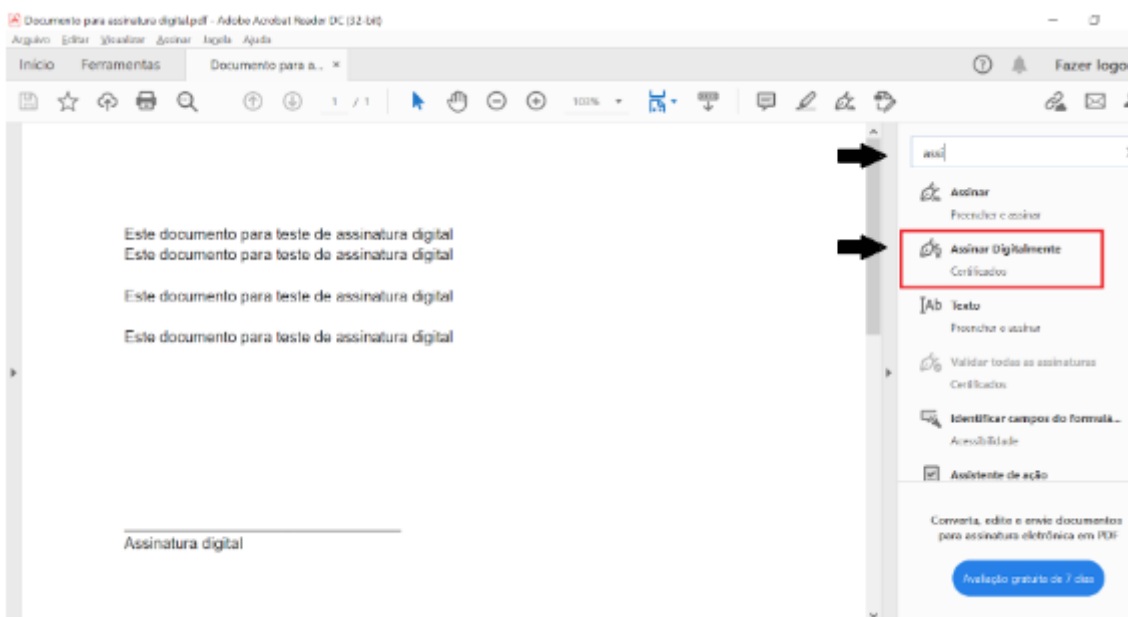 Documento para assinatura digital.pdf - Adobe Acrobat Reader DC (32-bit)
Arquivo Editar Visualizar Assinar Janela Ajuda
Início Ferramentas Documento para a... × Fazer logo
1 / 1 102%
assi
Assinar
Preencher e assinar
Assinar Digitalmente
Certificados
Texto
Preencher e assinar
Validar todas as assinaturas
Certificados
Identificar campos do formulá...
Acessibilidade
Assistente de ação
Este documento para teste de assinatura digital
Este documento para teste de assinatura digital
Este documento para teste de assinatura digital
Este documento para teste de assinatura digital
Assinatura digital
Converta, edite e envie documentos
para assinatura eletrônica em PDF
Avaliação gratuita de 7 dias